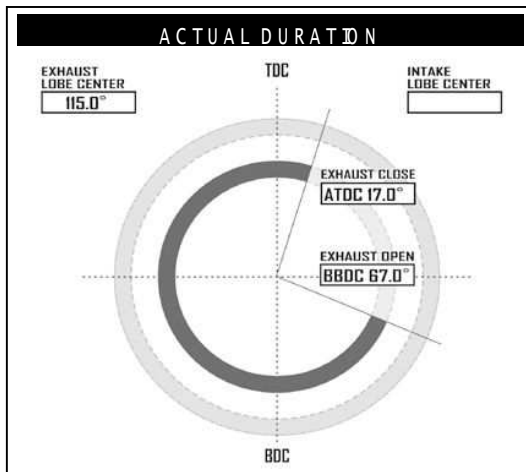 ACTUAL DURATION
EXHAUST
LOBE CENTER
115.0°
TDC
INTAKE
LOBE CENTER
EXHAUST CLOSE
ATDC 17.0°
EXHAUST OPEN
BBDC 67.0°
BDC